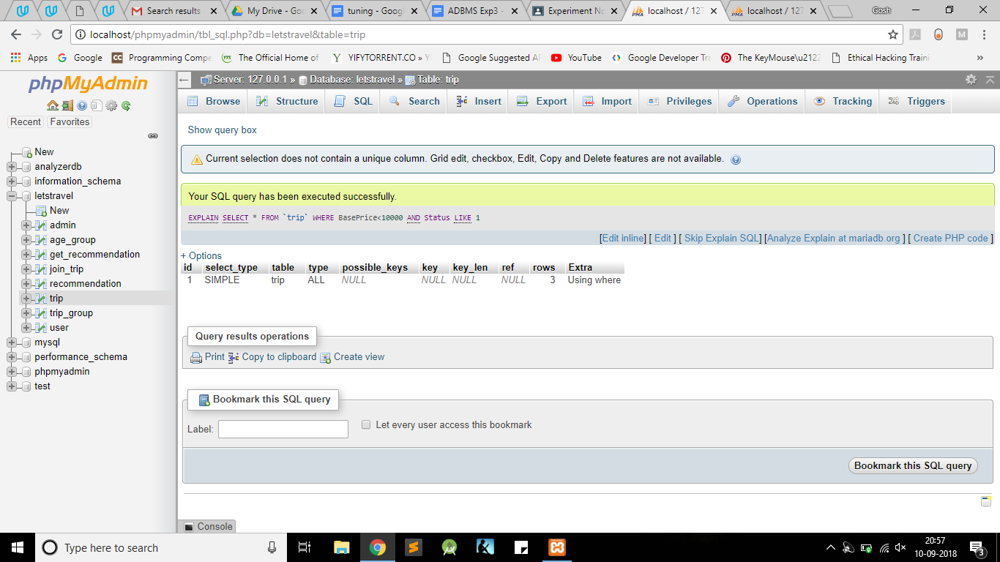 Search results
My Drive - Goo
tuning - Googl
ADBMS Exp3 -
Experiment No
localhost / 127
localhost / 127
Gosh
localhost/phpmyadmin/tbl_sql.php?db=letstravel&table=trip
Apps
Google
Programming Compe
The Official Home of
YIFYTORRENT.CO » Y
Google Suggested AP
YouTube
Google Developer Tra
The KeyMouse\u2122
Ethical Hacking Traini
»
phpMyAdmin
Recent
Favorites
New
analyzerdb
information_schema
letstravel
New
admin
age_group
get_recommendation
join_trip
recommendation
trip
trip_group
user
mysql
performance_schema
phpmyadmin
test
Server: 127.0.0.1 » Database: letstravel » Table: trip
Browse Structure SQL Search Insert Export Import Privileges Operations Tracking Triggers
Show query box
Current selection does not contain a unique column. Grid edit, checkbox, Edit, Copy and Delete features are not available.
Your SQL query has been executed successfully.
EXPLAIN SELECT * FROM `trip` WHERE BasePrice<10000 AND Status LIKE 1
[Edit inline] [ Edit ] [ Skip Explain SQL] [Analyze Explain at mariadb.org ] [ Create PHP code ]
+ Options
id select_type table type possible_keys key key_len ref rows Extra
1 SIMPLE trip ALL NULL NULL NULL NULL 3 Using where
Query results operations
Print Copy to clipboard Create view
Bookmark this SQL query
Label:
Let every user access this bookmark
Bookmark this SQL query
Console
Type here to search
20:57
10-09-2018
3